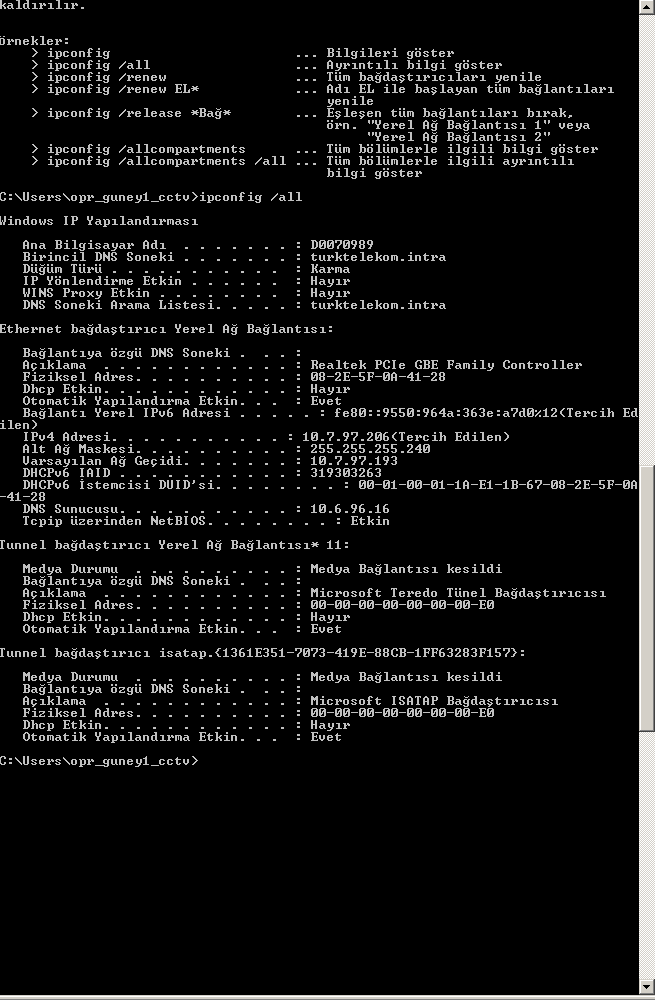 kaldırılır.
Örnekler:
> ipconfig ... Bilgileri göster
> ipconfig /all ... Ayrıntılı bilgi göster
> ipconfig /renew ... Tüm bağdaştırıcıları yenile
> ipconfig /renew EL* ... Adı EL ile başlayan tüm bağlantıları
yenile
> ipconfig /release *Bağ* ... Eşleşen tüm bağlantıları bırak,
örn. "Yerel Ağ Bağlantısı 1" veya
"Yerel Ağ Bağlantısı 2"
> ipconfig /allcompartments ... Tüm bölümlerle ilgili bilgi göster
> ipconfig /allcompartments /all ... Tüm bölümlerle ilgili ayrıntılı
bilgi göster
C:\Users\opr_guney1_cctv>ipconfig /all
Windows IP Yapılandırması
Ana Bilgisayar Adı . . . . . . . : D0070989
Birincil DNS Soneki . . . . . . . : turktelekom.intra
Düğüm Türü . . . . . . . . . . . : Karma
IP Yönlendirme Etkin . . . . . . : Hayır
WINS Proxy Etkin . . . . . . . . : Hayır
DNS Soneki Arama Listesi. . . . . : turktelekom.intra
Ethernet bağdaştırıcı Yerel Ağ Bağlantısı:
Bağlantıya özgü DNS Soneki . . . :
Açıklama . . . . . . . . . . . . : Realtek PCIe GBE Family Controller
Fiziksel Adres. . . . . . . . . . : 08-2E-5F-0A-41-28
Dhcp Etkin. . . . . . . . . . . . : Hayır
Otomatik Yapılandırma Etkin. . . : Evet
Bağlantı Yerel IPv6 Adresi . . . . . : fe80::9550:964a:363e:a7d0%12(Tercih Ed
ilen)
IPv4 Adresi. . . . . . . . . . . : 10.7.97.206(Tercih Edilen)
Alt Ağ Maskesi. . . . . . . . . . : 255.255.255.240
Varsayılan Ağ Geçidi. . . . . . . : 10.7.97.193
DHCPv6 IAID . . . . . . . . . . . : 319303263
DHCPv6 İstemcisi DUID'si. . . . . . . . : 00-01-00-01-1A-E1-1B-67-08-2E-5F-0A
-41-28
DNS Sunucusu. . . . . . . . . . . : 10.6.96.16
Tcpip üzerinden NetBIOS. . . . . . . . : Etkin
Tunnel bağdaştırıcı Yerel Ağ Bağlantısı* 11:
Medya Durumu . . . . . . . . . . : Medya Bağlantısı kesildi
Bağlantıya özgü DNS Soneki . . . :
Açıklama . . . . . . . . . . . . : Microsoft Teredo Tünel Bağdaştırıcısı
Fiziksel Adres. . . . . . . . . . : 00-00-00-00-00-00-00-E0
Dhcp Etkin. . . . . . . . . . . . : Hayır
Otomatik Yapılandırma Etkin. . . : Evet
Tunnel bağdaştırıcı isatap.{1361E351-7073-419E-88CB-1FF63283F157}:
Medya Durumu . . . . . . . . . . : Medya Bağlantısı kesildi
Bağlantıya özgü DNS Soneki . . . :
Açıklama . . . . . . . . . . . . : Microsoft ISATAP Bağdaştırıcısı
Fiziksel Adres. . . . . . . . . . : 00-00-00-00-00-00-00-E0
Dhcp Etkin. . . . . . . . . . . . : Hayır
Otomatik Yapılandırma Etkin. . . : Evet
C:\Users\opr_guney1_cctv>